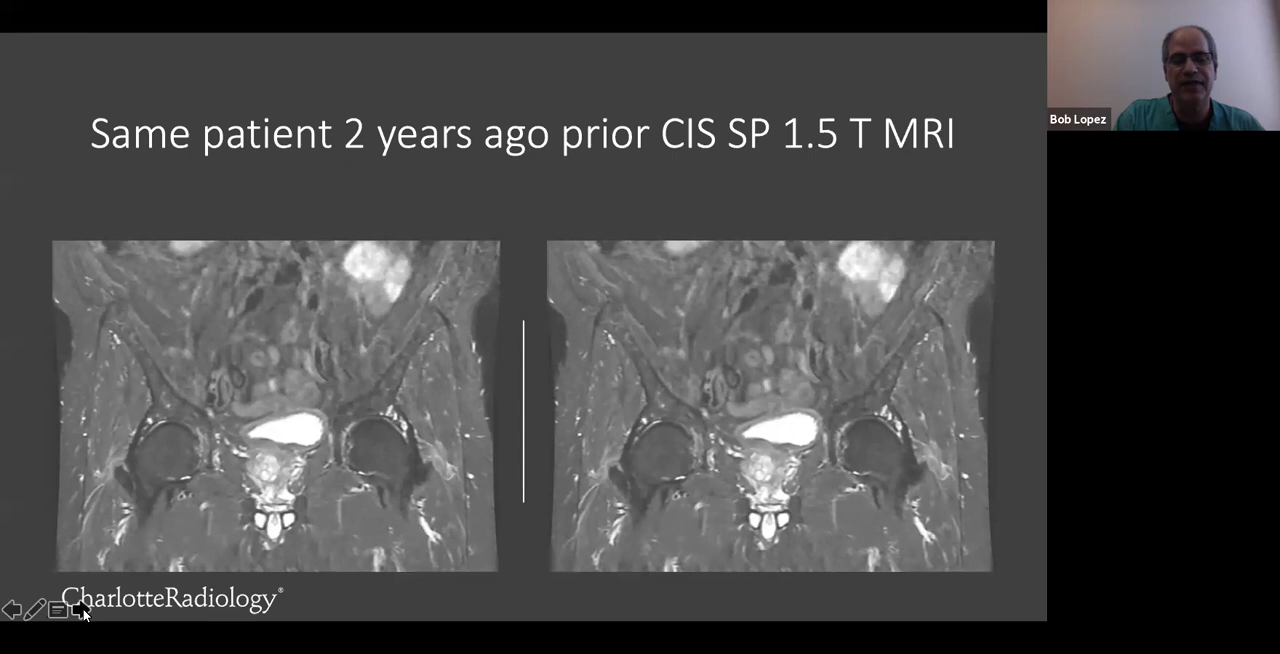 Same patient 2 years ago prior CIS SP 1.5 T MRI
Bob Lopez
CharlotteRadiology®